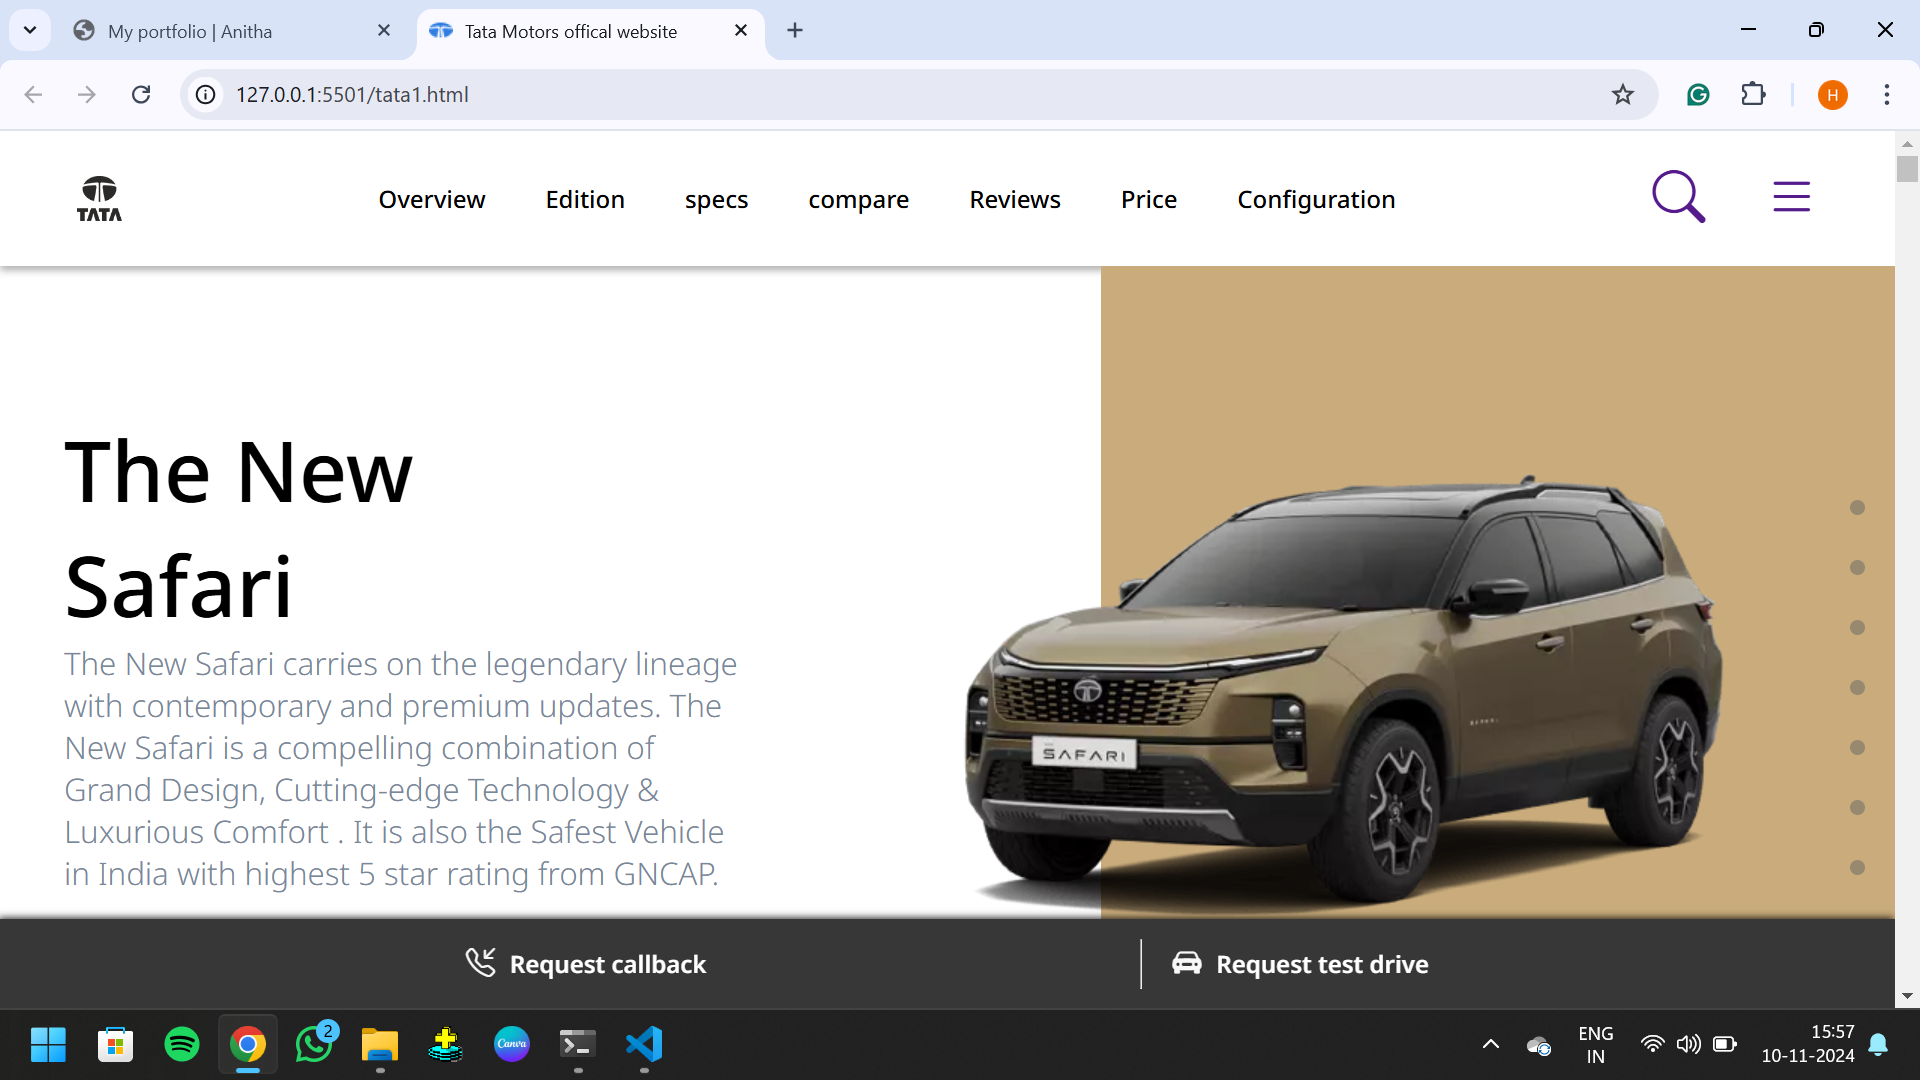 My portfolio | Anitha
Tata Motors offical website
127.0.0.1:5501/tata1.html
H
TATA
Overview Edition specs compare Reviews Price Configuration
The New
Safari
The New Safari carries on the legendary lineage
with contemporary and premium updates. The
New Safari is a compelling combination of
Grand Design, Cutting-edge Technology &
Luxurious Comfort . It is also the Safest Vehicle
in India with highest 5 star rating from GNCAP.
SAFARI
SAFARI
Request callback
Request test drive
2
Canva
ENG
IN
15:57
10-11-2024